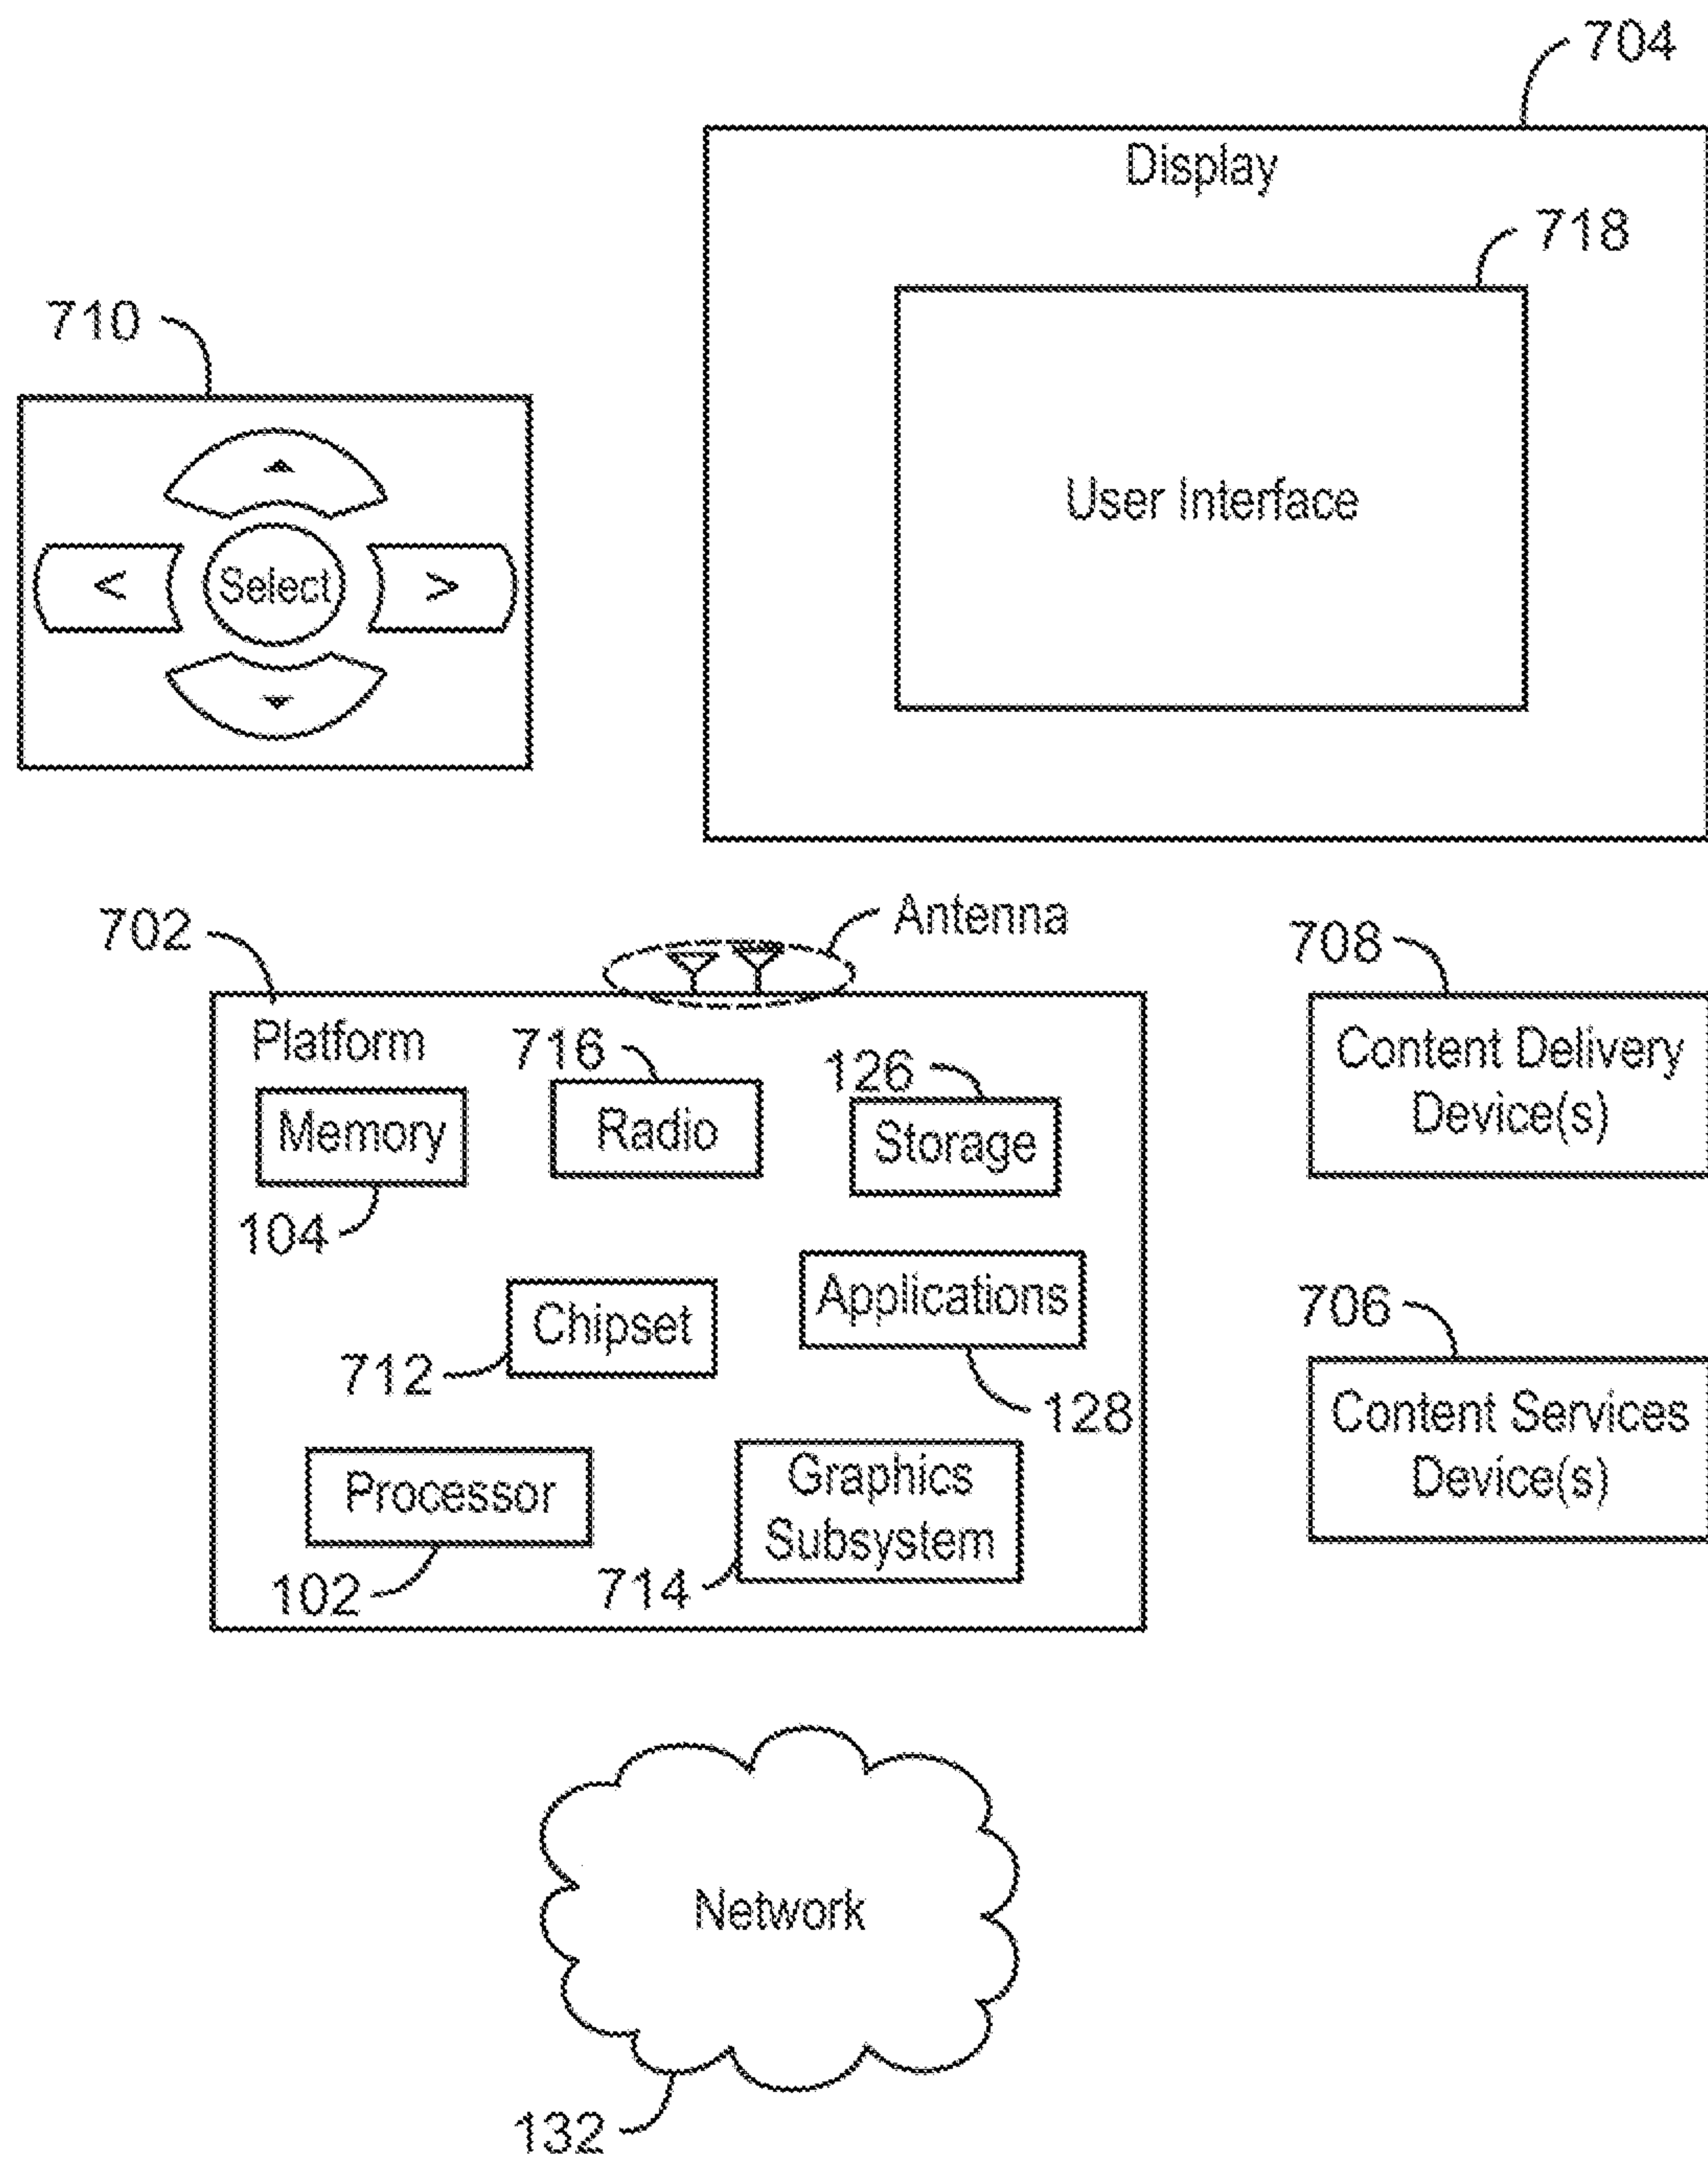 704
Display
718
User Interface
710
<
Select
>
702
Antenna
Platform
716
126
Memory
Radio
Storage
104
Chipset
Applications
712
128
Processor
Graphics
Subsystem
102
714
708
Content Delivery
Device(s)
706
Content Services
Device(s)
Network
132